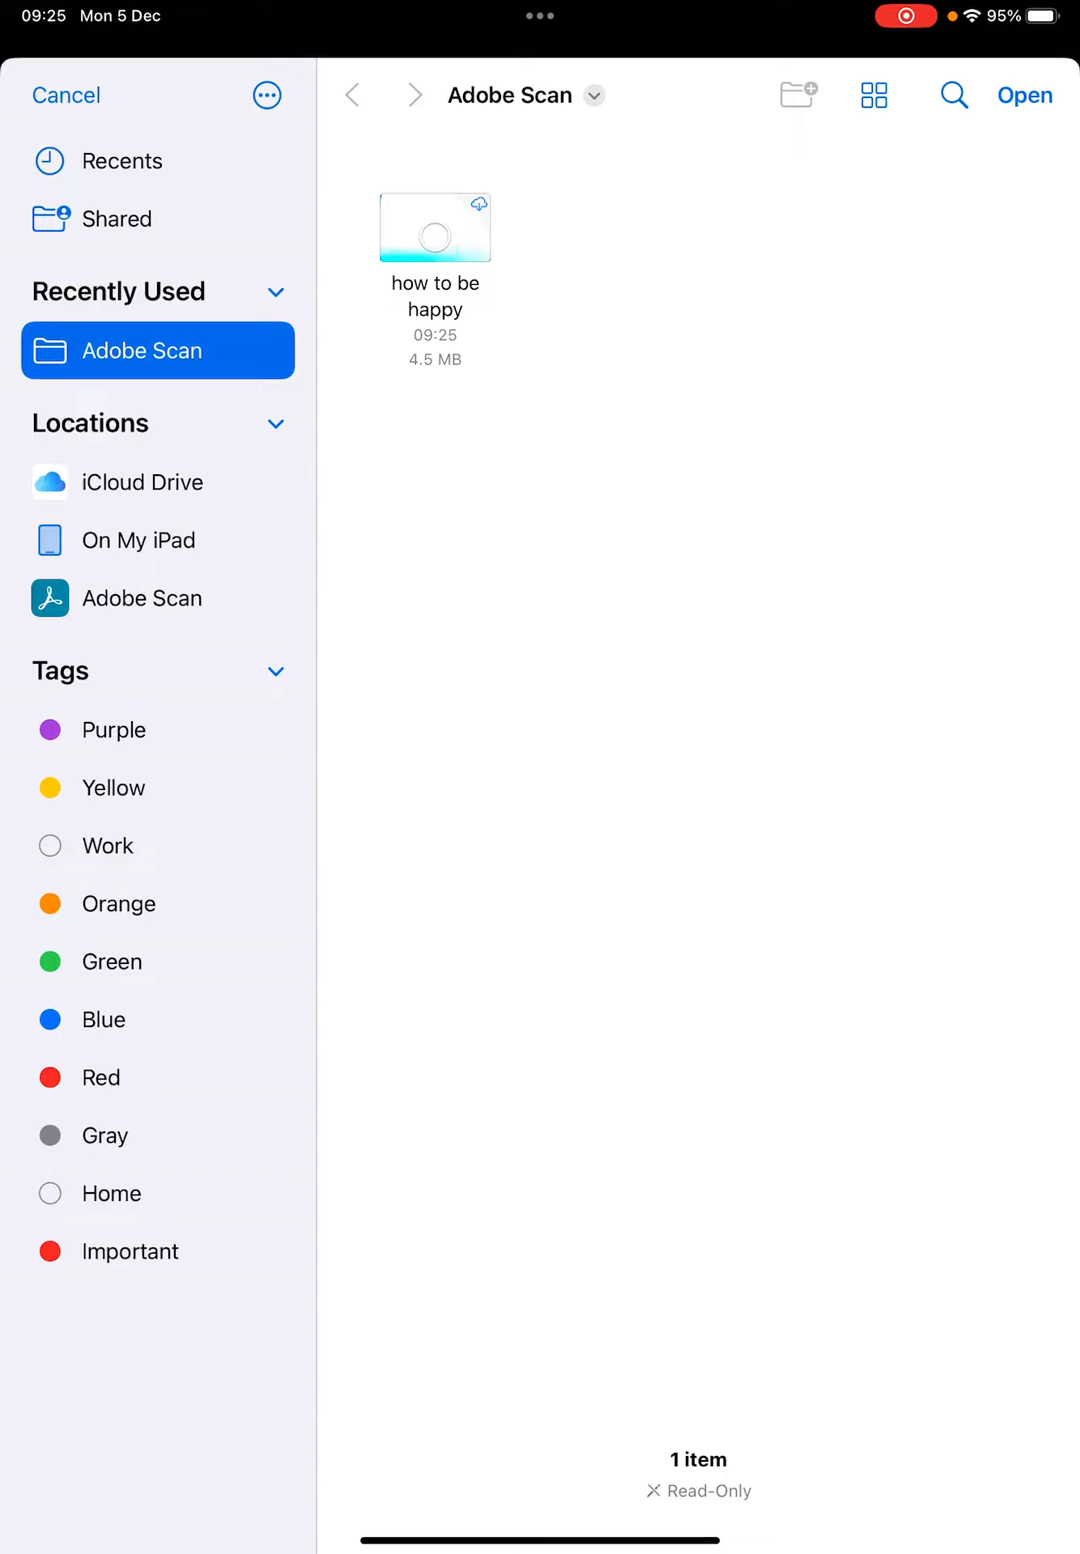 09:25 Mon 5 Dec
95%
Cancel
Adobe Scan
Open
Recents
Shared
Recently Used
Adobe Scan
Locations
iCloud Drive
On My iPad
Adobe Scan
Tags
Purple
Yellow
Work
Orange
Green
Blue
Red
Gray
Home
Important
how to be
happy
09:25
4.5 MB
1 item
Read-Only